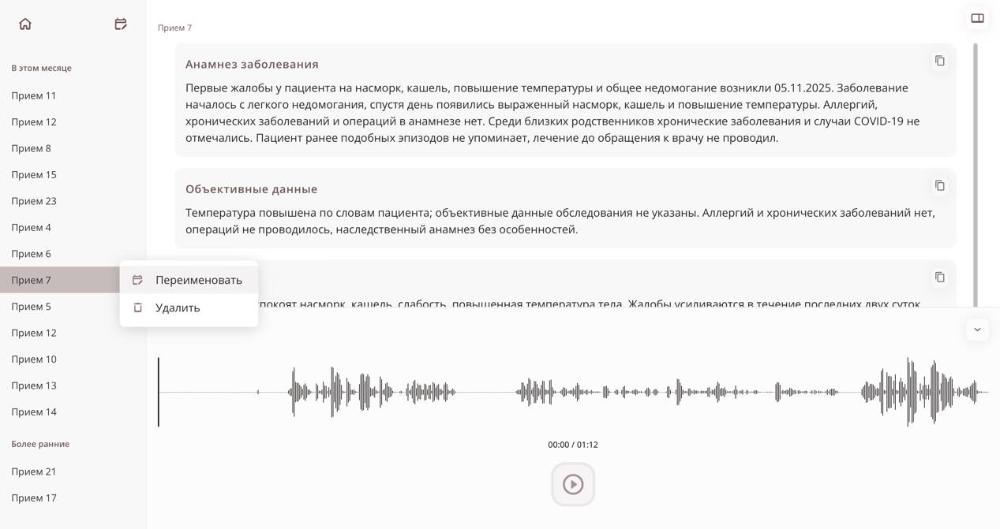 В этом месяце
Прием 11
Прием 12
Прием 8
Прием 15
Прием 23
Прием 4
Прием 6
Прием 7
Прием 5
Прием 12
Прием 10
Прием 13
Прием 14
Более ранние
Прием 21
Прием 17
Переименовать
Удалить
Прием 7
Анамнез заболевания
Первые жалобы у пациента на насморк, кашель, повышение температуры и общее недомогание возникли 05.11.2025. Заболевание
началось с легкого недомогания, спустя день появились выраженный насморк, кашель и повышение температуры. Аллергий,
хронических заболеваний и операций в анамнезе нет. Среди близких родственников хронические заболевания и случаи COVID-19 не
отмечались. Пациент ранее подобных эпизодов не упоминает, лечение до обращения к врачу не проводил.
Объективные данные
Температура повышена по словам пациента; объективные данные обследования не указаны. Аллергий и хронических заболеваний нет,
операций не проводилось, наследственный анамнез без особенностей.
насморк, кашель, слабость, повышенная температура тела. Жалобы усиливаются в течение последних двух суток
00:00 / 01:12